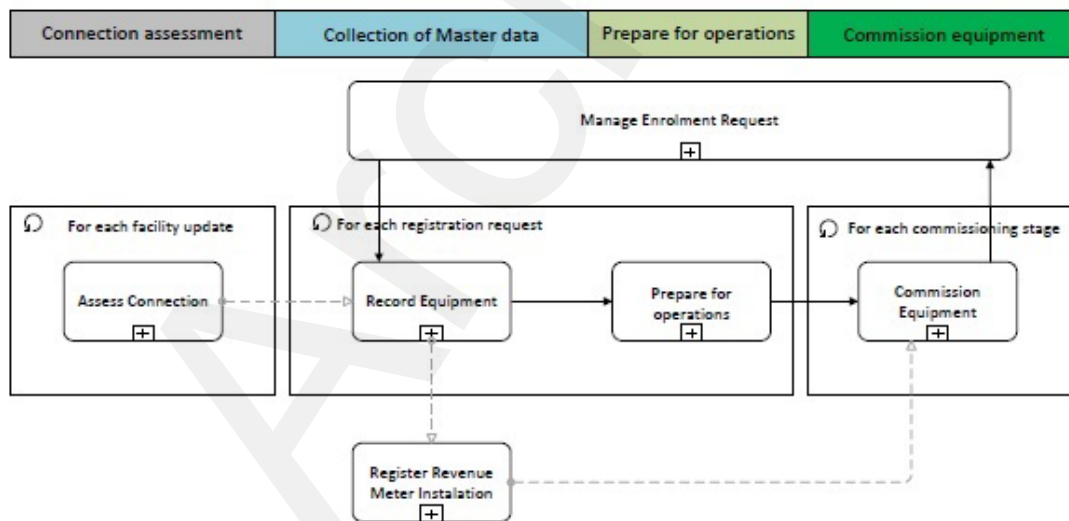 Connection assessment
Collection of Master data
Prepare for operations
Commission equipment
Manage Enrolment Request
For each facility update
For each registration request
For each commissioning stage
Assess Connection
Record Equipment
Prepare for
operations
Commission
Equipment
Register Revenue
Meter Instalation